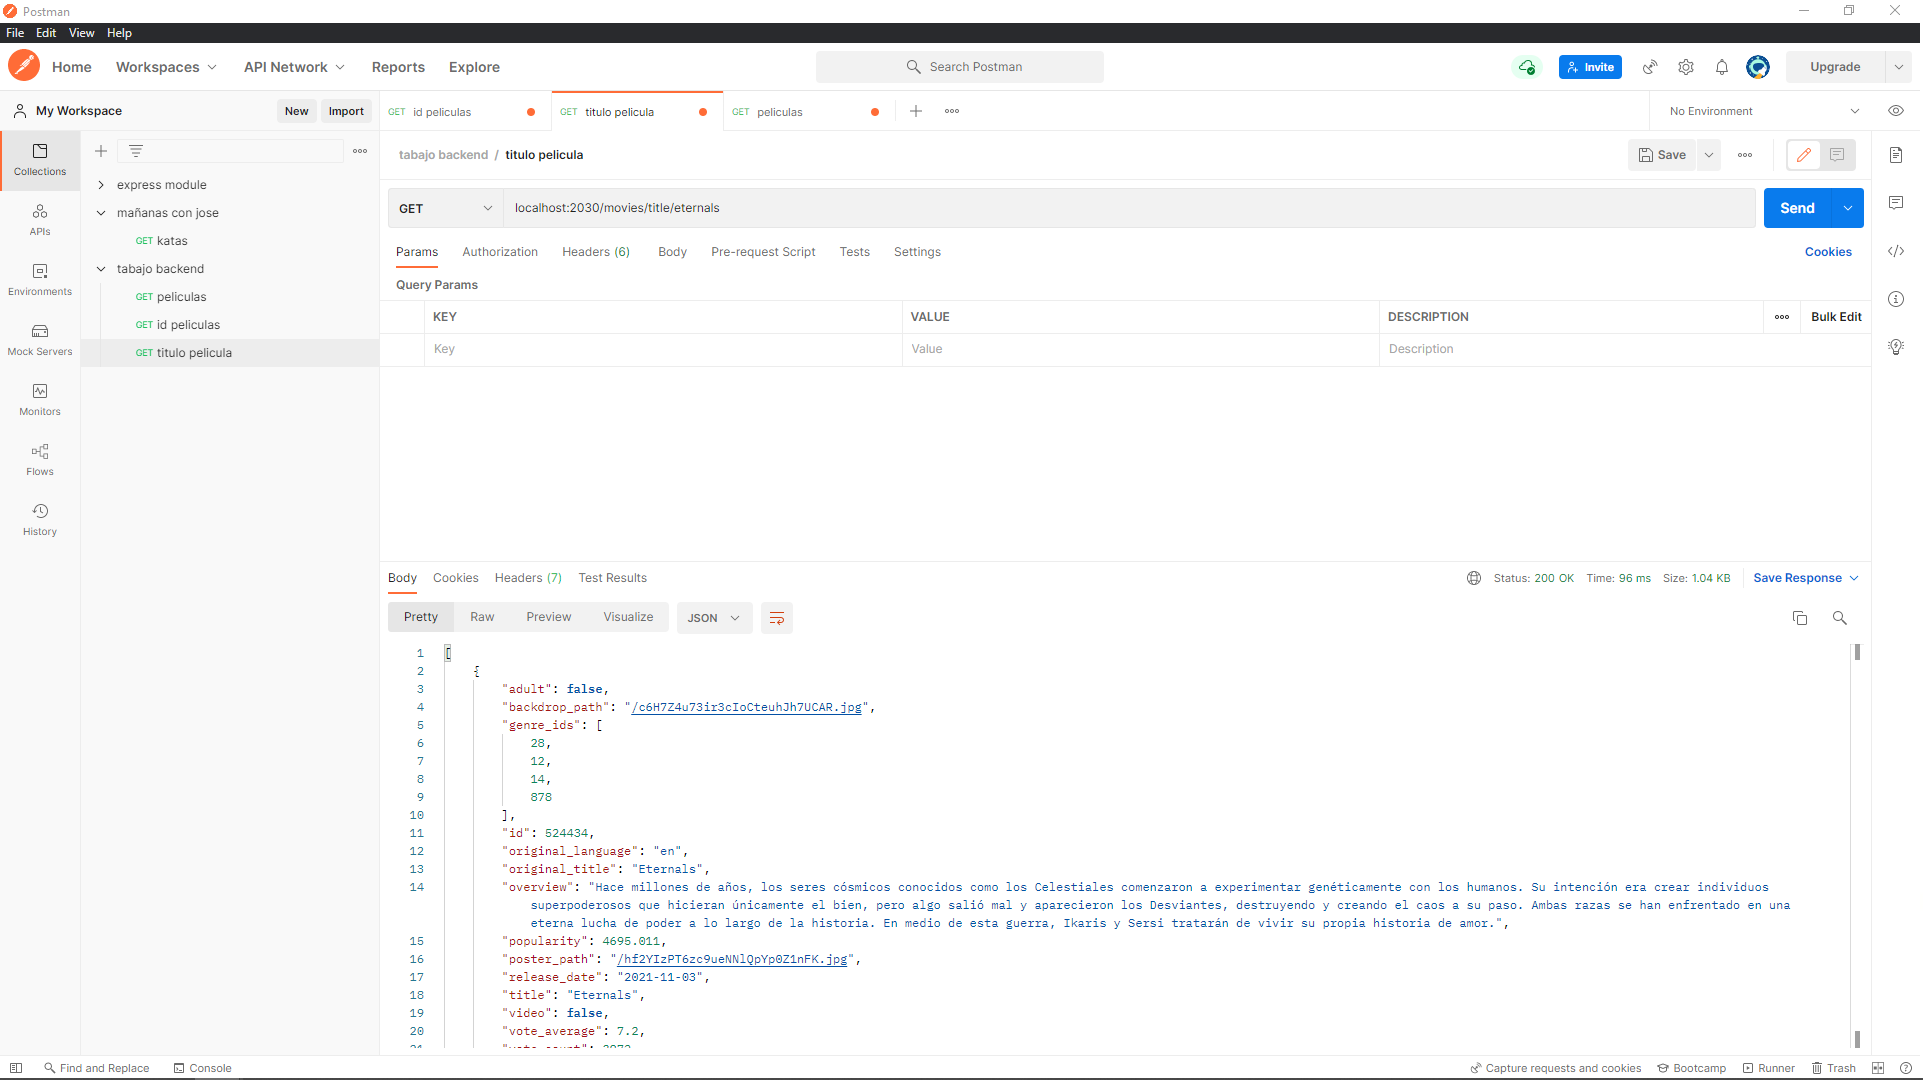 Postman
File Edit View Help
Home Workspaces API Network Reports Explore Search Postman Invite Upgrade
My Workspace New Import GET id peliculas GET titulo pelicula GET peliculas No Environment
Collections
APIs
Environments
Mock Servers
Monitors
Flows
History
express module
mañanas con jose
GET katas
tabajo backend
GET peliculas
GET id peliculas
GET titulo pelicula
tabajo backend / titulo pelicula Save
GET localhost:2030/movies/title/eternals Send
Params Authorization Headers (6) Body Pre-request Script Tests Settings Cookies
Query Params
KEY VALUE DESCRIPTION Bulk Edit
Key Value Description
Body Cookies Headers (7) Test Results Status: 200 OK Time: 96 ms Size: 1.04 KB Save Response
Pretty Raw Preview Visualize JSON
1 [
2 {
3 "adult": false,
4 "backdrop_path": "/c6H7Z4u73ir3cIoCteuhJh7UCAR.jpg",
5 "genre_ids": [
6 28,
7 12,
8 14,
9 878
10 ],
11 "id": 524434,
12 "original_language": "en",
13 "original_title": "Eternals",
14 "overview": "Hace millones de años, los seres cósmicos conocidos como los Celestiales comenzaron a experimentar genéticamente con los humanos. Su intención era crear individuos
superpoderosos que hicieran únicamente el bien, pero algo salió mal y aparecieron los Desviantes, destruyendo y creando el caos a su paso. Ambas razas se han enfrentado en una
eterna lucha de poder a lo largo de la historia. En medio de esta guerra, Ikaris y Sersi tratarán de vivir su propia historia de amor.",
15 "popularity": 4695.011,
16 "poster_path": "/hf2YIzPT6zc9ueNNlQpYp0Z1nFK.jpg",
17 "release_date": "2021-11-03",
18 "title": "Eternals",
19 "video": false,
20 "vote_average": 7.2,
Find and Replace Console Capture requests and cookies Bootcamp Runner Trash